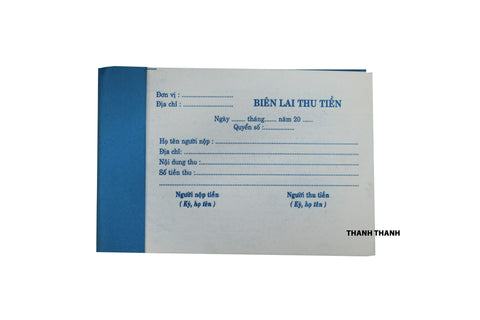 Đơn vị : ..............................
Địa chỉ : ..............................
BIÊN LAI THU TIỀN
Ngày ....... tháng...... năm 20 ......
Quyển số :..............
Họ tên người nộp : ..............................
Địa chỉ: ..............................
Nội dung thu : ..............................
Số tiền thu : ..............................
............................................................
Người nộp tiền Người thu tiền
( Ký, họ tên ) ( Ký, họ tên )
THANH THANH